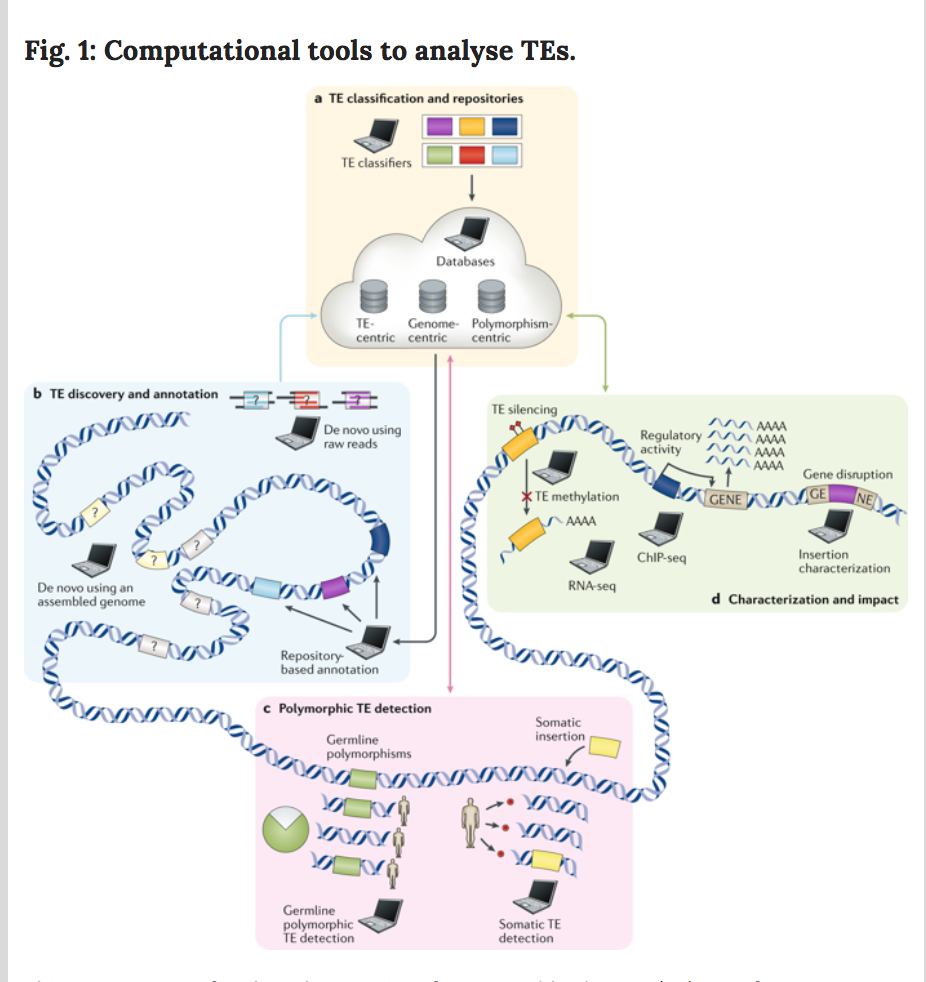 Fig. 1: Computational tools to analyse TEs.
a TE classification and repositories
TE classifiers
Databases
TE-
centric
Genome-
centric
Polymorphism-
centric
b TE discovery and annotation
?
?
?
De novo using
raw reads
?
?
?
?
?
De novo using an
assembled genome
Repository-
based annotation
TE silencing
TE methylation
AAAA
RNA-seq
Regulatory
activity
AAAA
AAAA
AAAA
AAAA
GENE
ChIP-seq
Gene disruption
GE
NE
Insertion
characterization
d Characterization and impact
c Polymorphic TE detection
Germline
polymorphisms
Somatic
insertion
Germline
polymorphic
TE detection
Somatic TE
detection